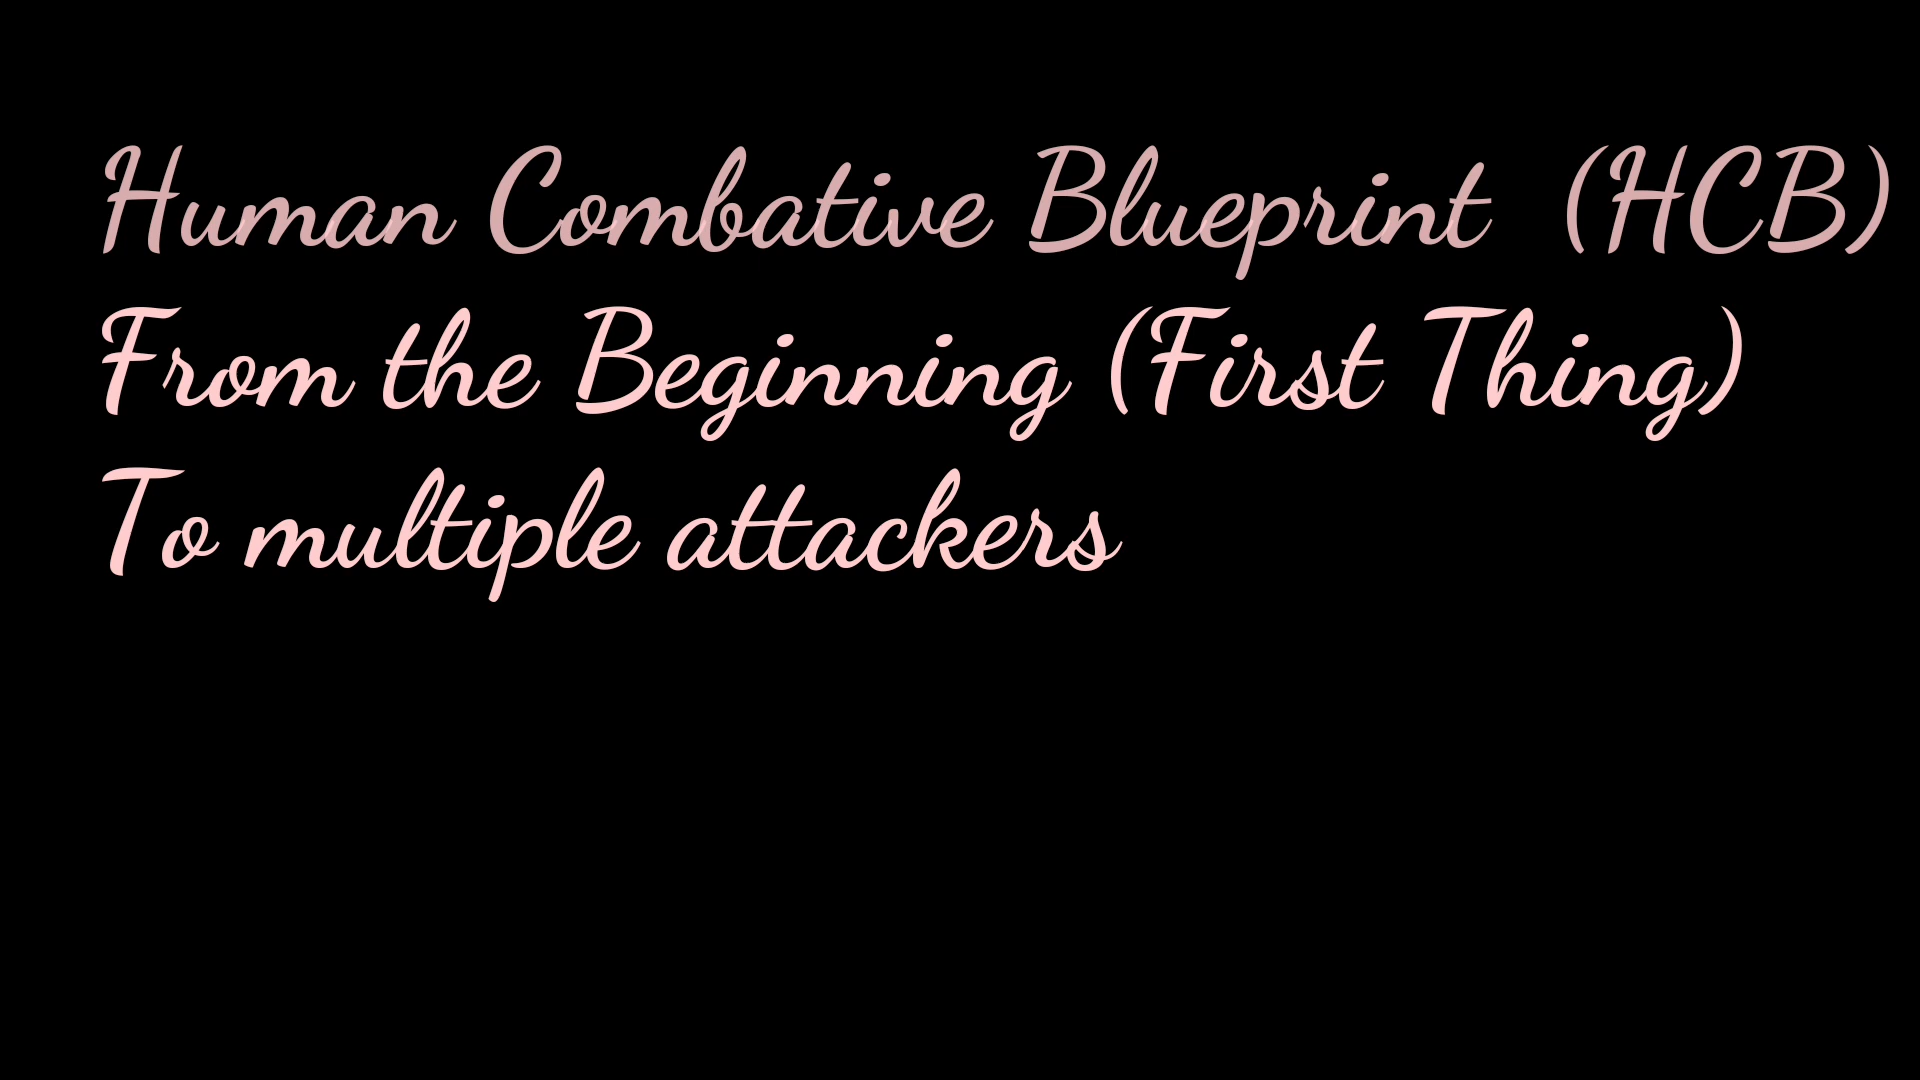 Human Combative Blueprint (HCB)
From the Beginning (First Thing)
To multiple attackers